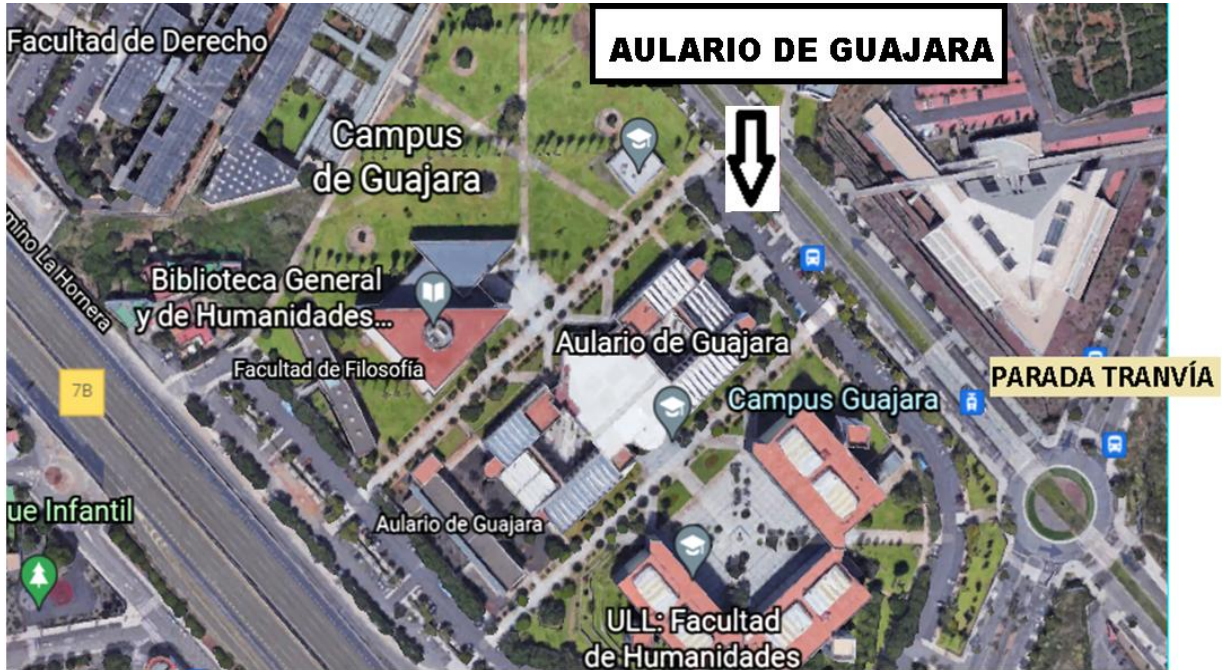 Facultad de Derecho
AULARIO DE GUAJARA
Campus
de Guajara
mino La Hornera
Biblioteca General
y de Humanidades...
Facultad de Filosofía
Aulario de Guajara
7B
PARADA TRANVÍA
Campus Guajara
ue Infantil
Aulario de Guajara
ULL: Facultad
de Humanidades